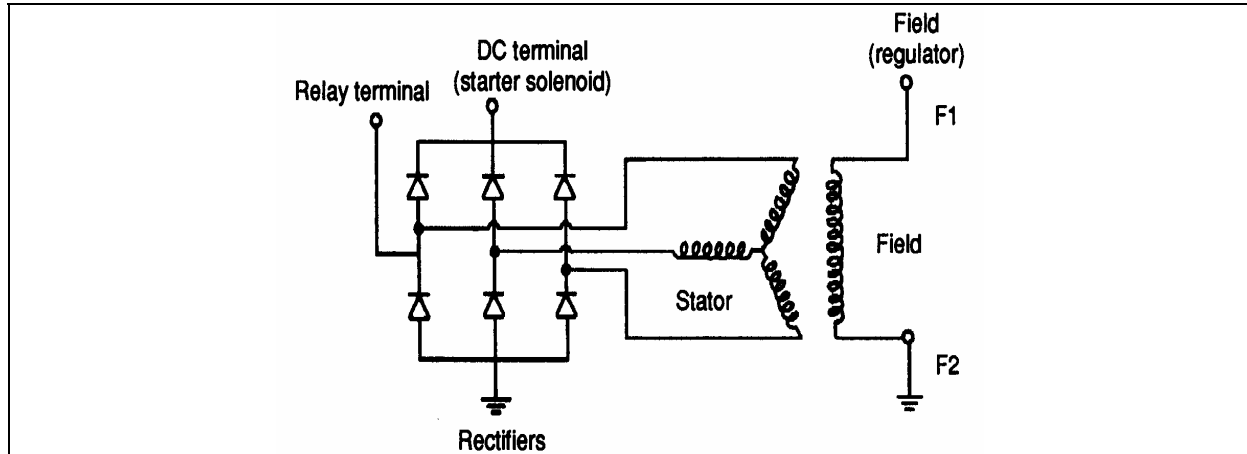 Field
(regulator)
DC terminal
(starter solenoid)
Relay terminal
F1
Field
Stator
F2
Rectifiers